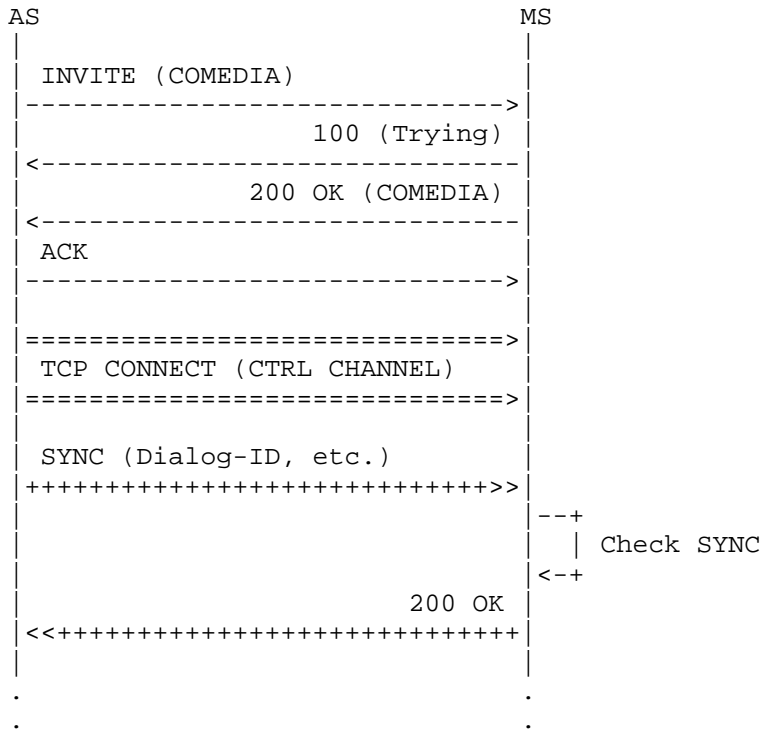 AS MS
INVITE (COMEDIA)
100 (Trying)
200 OK (COMEDIA)
ACK
TCP CONNECT (CTRL CHANNEL)
SYNC (Dialog-ID, etc.)
Check SYNC
200 OK